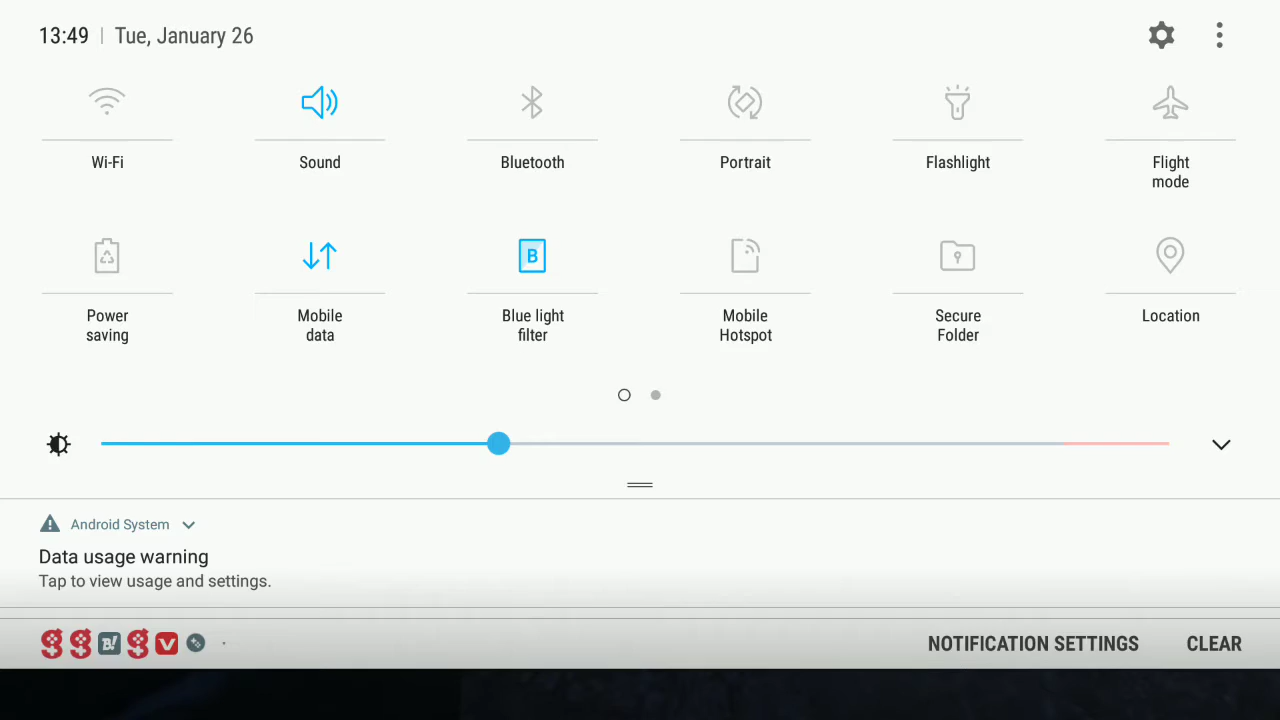 13:49 | Tue, January 26
Wi-Fi
Sound
Bluetooth
Portrait
Flashlight
Flight
mode
Power
saving
Mobile
data
B
Blue light
filter
Mobile
Hotspot
Secure
Folder
Location
Android System
Data usage warning
Tap to view usage and settings.
g g B! g V
NOTIFICATION SETTINGS
CLEAR